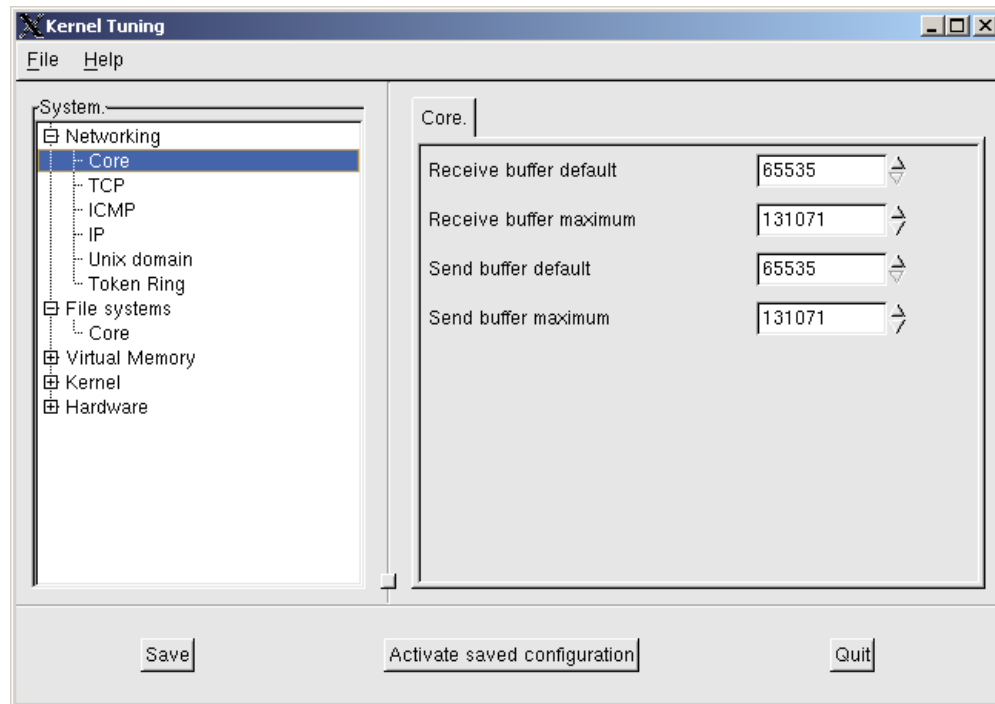 Kernel Tuning
File Help
System.
Networking
Core
TCP
ICMP
IP
Unix domain
Token Ring
File systems
Core
Virtual Memory
Kernel
Hardware
Core.
Receive buffer default 65535
Receive buffer maximum 131071
Send buffer default 65535
Send buffer maximum 131071
Save Activate saved configuration Quit